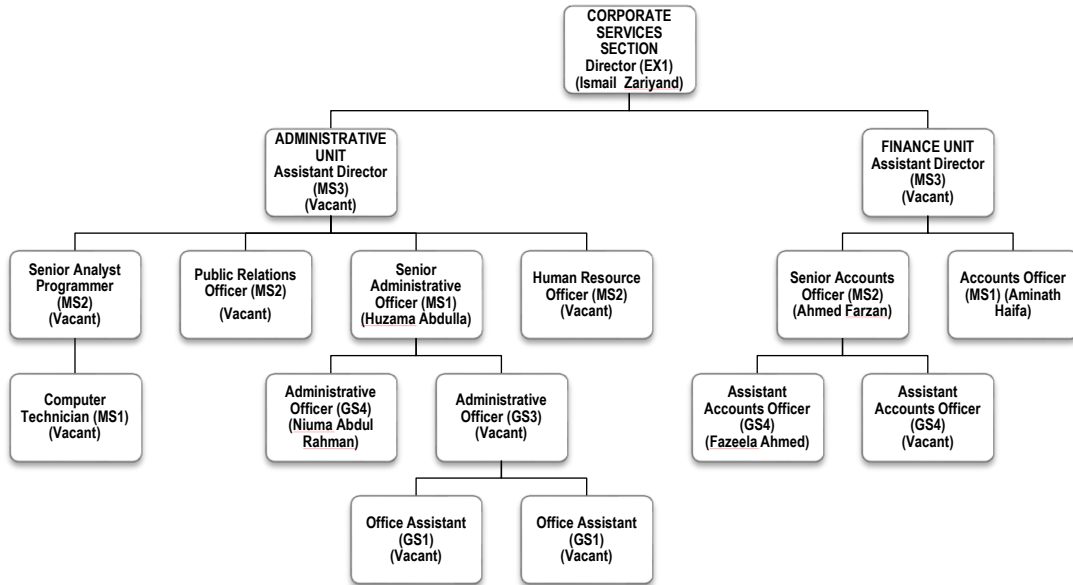 CORPORATE
SERVICES
SECTION
Director (EX1)
(Ismail Zariyand)
ADMINISTRATIVE
UNIT
Assistant Director
(MS3)
(Vacant)
FINANCE UNIT
Assistant Director
(MS3)
(Vacant)
Senior Analyst
Programmer
(MS2)
(Vacant)
Public Relations
Officer (MS2)
(Vacant)
Senior
Administrative
Officer (MS1)
(Huzama Abdulla)
Human Resource
Officer (MS2)
(Vacant)
Senior Accounts
Officer (MS2)
(Ahmed Farzan)
Accounts Officer
(MS1) (Aminath
Haifa)
Computer
Technician (MS1)
(Vacant)
Administrative
Officer (GS4)
(Niuma Abdul
Rahman)
Administrative
Officer (GS3)
(Vacant)
Assistant
Accounts Officer
(GS4)
(Fazeela Ahmed)
Assistant
Accounts Officer
(GS4)
(Vacant)
Office Assistant
(GS1)
(Vacant)
Office Assistant
(GS1)
(Vacant)